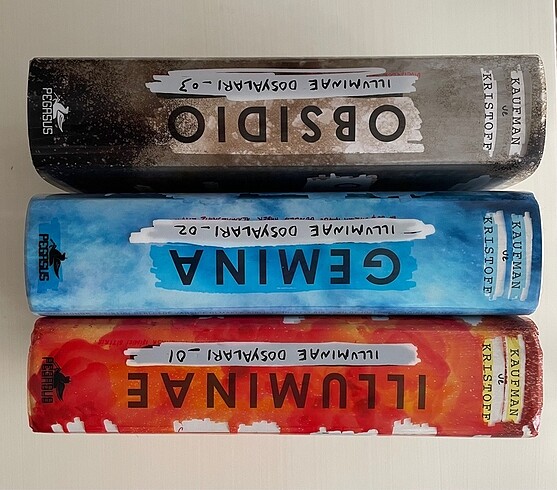 KAUFMAN
ve
KRISTOFF
ILLUMINAE DOSYALARI_03
OBSIDIO
PEGASUS
KAUFMAN
ve
KRISTOFF
ILLUMINAE DOSYALARI_02
GEMINA
PEGASUS
KAUFMAN
ve
KRISTOFF
ILLUMINAE DOSYALARI_01
ILLUMINAE
PEGASUS